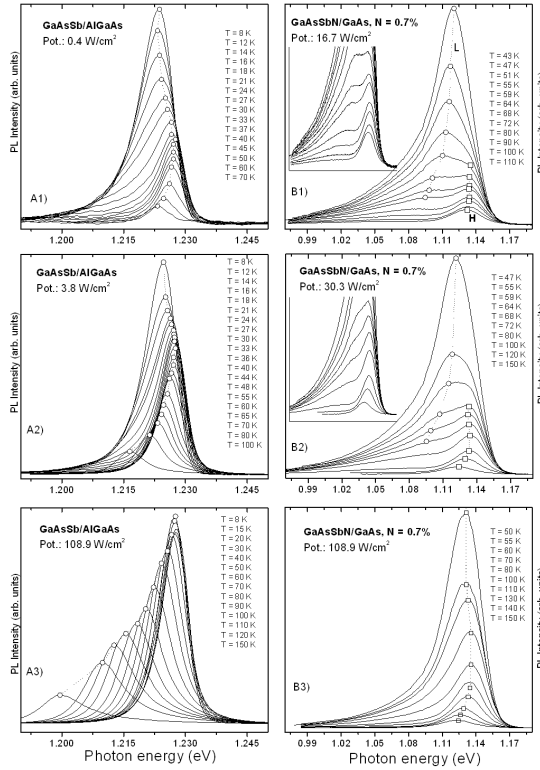 GaAsSb/AlGaAs
Pot.: 0.4 W/cm²
T = 8 K
T = 12 K
T = 14 K
T = 16 K
T = 18 K
T = 21 K
T = 24 K
T = 27 K
T = 30 K
T = 33 K
T = 37 K
T = 40 K
T = 45 K
T = 50 K
T = 60 K
T = 70 K
A1)
PL Intensity (arb. units)
1.200 1.215 1.230 1.245
GaAsSbN/GaAs, N = 0.7%
Pot.: 16.7 W/cm²
L
T = 43 K
T = 47 K
T = 51 K
T = 55 K
T = 59 K
T = 64 K
T = 68 K
T = 72 K
T = 80 K
T = 90 K
T = 100 K
T = 110 K
B1)
H
0.99 1.02 1.05 1.08 1.11 1.14 1.17
GaAsSb/AlGaAs
Pot.: 3.8 W/cm²
T = 8 K
T = 12 K
T = 14 K
T = 16 K
T = 18 K
T = 21 K
T = 24 K
T = 27 K
T = 30 K
T = 33 K
T = 36 K
T = 40 K
T = 44 K
T = 48 K
T = 55 K
T = 60 K
T = 65 K
T = 70 K
T = 80 K
T = 100 K
A2)
PL Intensity (arb. units)
1.200 1.215 1.230 1.245
GaAsSbN/GaAs, N = 0.7%
Pot.: 30.3 W/cm²
T = 47 K
T = 55 K
T = 59 K
T = 64 K
T = 68 K
T = 72 K
T = 80 K
T = 100 K
T = 120 K
T = 150 K
B2)
0.99 1.02 1.05 1.08 1.11 1.14 1.17
GaAsSb/AlGaAs
Pot.: 108.9 W/cm²
T = 8 K
T = 15 K
T = 20 K
T = 30 K
T = 40 K
T = 50 K
T = 60 K
T = 70 K
T = 80 K
T = 90 K
T = 100 K
T = 110 K
T = 120 K
T = 150 K
A3)
PL Intensity (arb. units)
1.200 1.215 1.230 1.245
Photon energy (eV)
GaAsSbN/GaAs, N = 0.7%
Pot.: 108.9 W/cm²
T = 50 K
T = 55 K
T = 60 K
T = 70 K
T = 80 K
T = 100 K
T = 110 K
T = 130 K
T = 140 K
T = 150 K
B3)
0.99 1.02 1.05 1.08 1.11 1.14 1.17
Photon energy (eV)